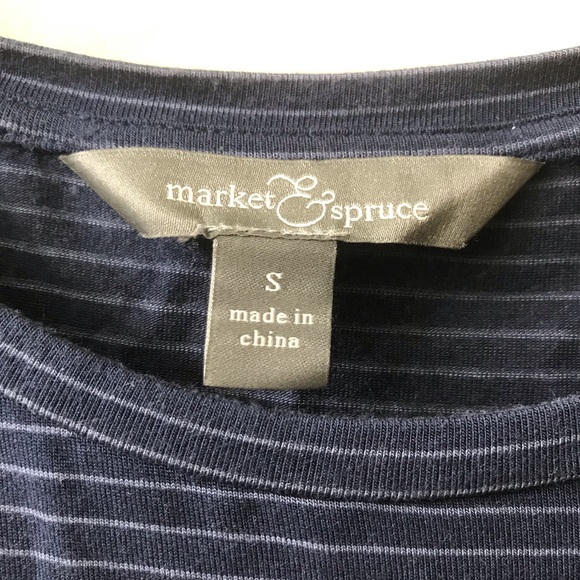 market & spruce
S
made in
china